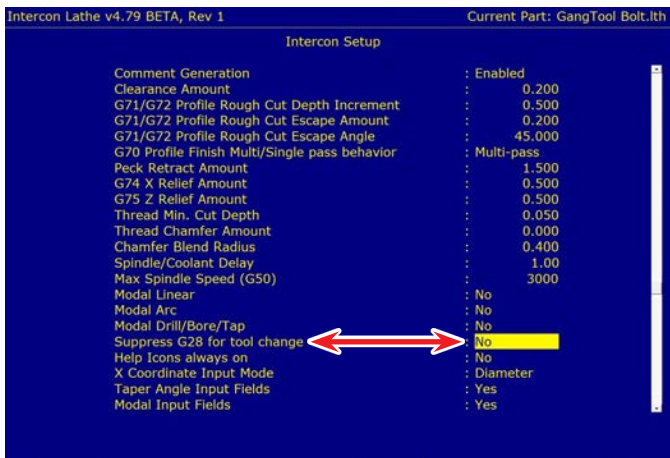 Intercon Lathe v4.79 BETA, Rev 1 Current Part: GangTool Bolt.lth
Intercon Setup
Comment Generation : Enabled
Clearance Amount : 0.200
G71/G72 Profile Rough Cut Depth Increment : 0.500
G71/G72 Profile Rough Cut Escape Amount : 0.200
G71/G72 Profile Rough Cut Escape Angle : 45.000
G70 Profile Finish Multi/Single pass behavior : Multi-pass
Peck Retract Amount : 1.500
G74 X Relief Amount : 0.500
G75 Z Relief Amount : 0.500
Thread Min. Cut Depth : 0.050
Thread Chamfer Amount : 0.000
Chamfer Blend Radius : 0.400
Spindle/Coolant Delay : 1.00
Max Spindle Speed (G50) : 3000
Modal Linear : No
Modal Arc : No
Modal Drill/Bore/Tap : No
Suppress G28 for tool change : No
Help Icons always on : No
X Coordinate Input Mode : Diameter
Taper Angle Input Fields : Yes
Modal Input Fields : Yes